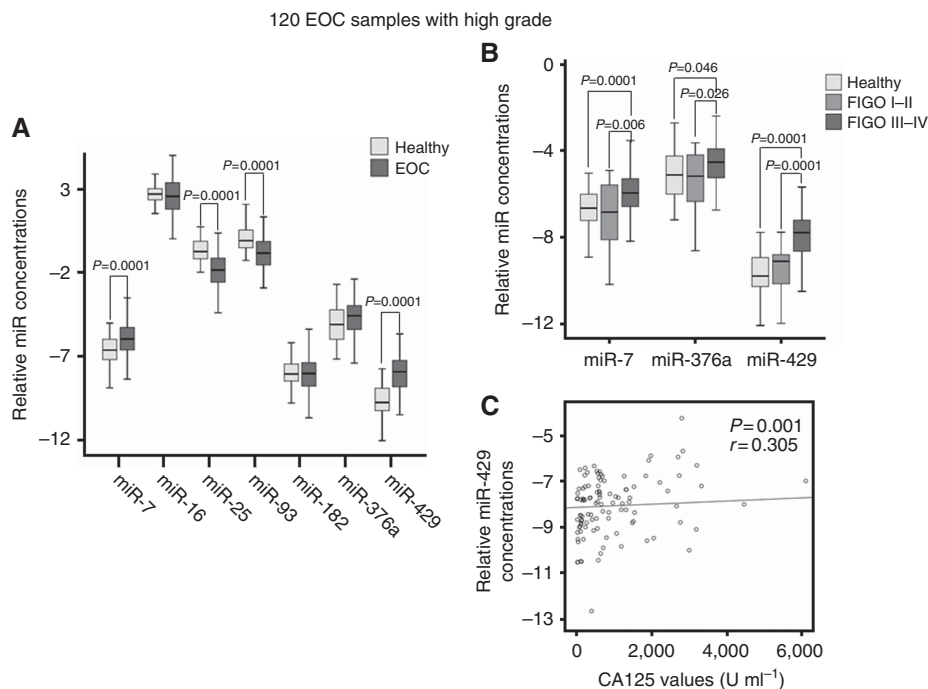 120 EOC samples with high grade
A
Relative miR concentrations
3
−2
−7
−12
Healthy
EOC
P=0.0001
P=0.0001
P=0.0001
P=0.0001
miR-7
miR-16
miR-25
miR-93
miR-182
miR-376a
miR-429
B
Relative miR concentrations
0
−4
−8
−12
P=0.0001
P=0.006
P=0.046
P=0.026
P=0.0001
P=0.0001
Healthy
FIGO I–II
FIGO III–IV
miR-7
miR-376a
miR-429
C
Relative miR-429
concentrations
−5
−7
−9
−11
−13
P=0.001
r=0.305
0
2,000
4,000
6,000
CA125 values (U ml⁻¹)